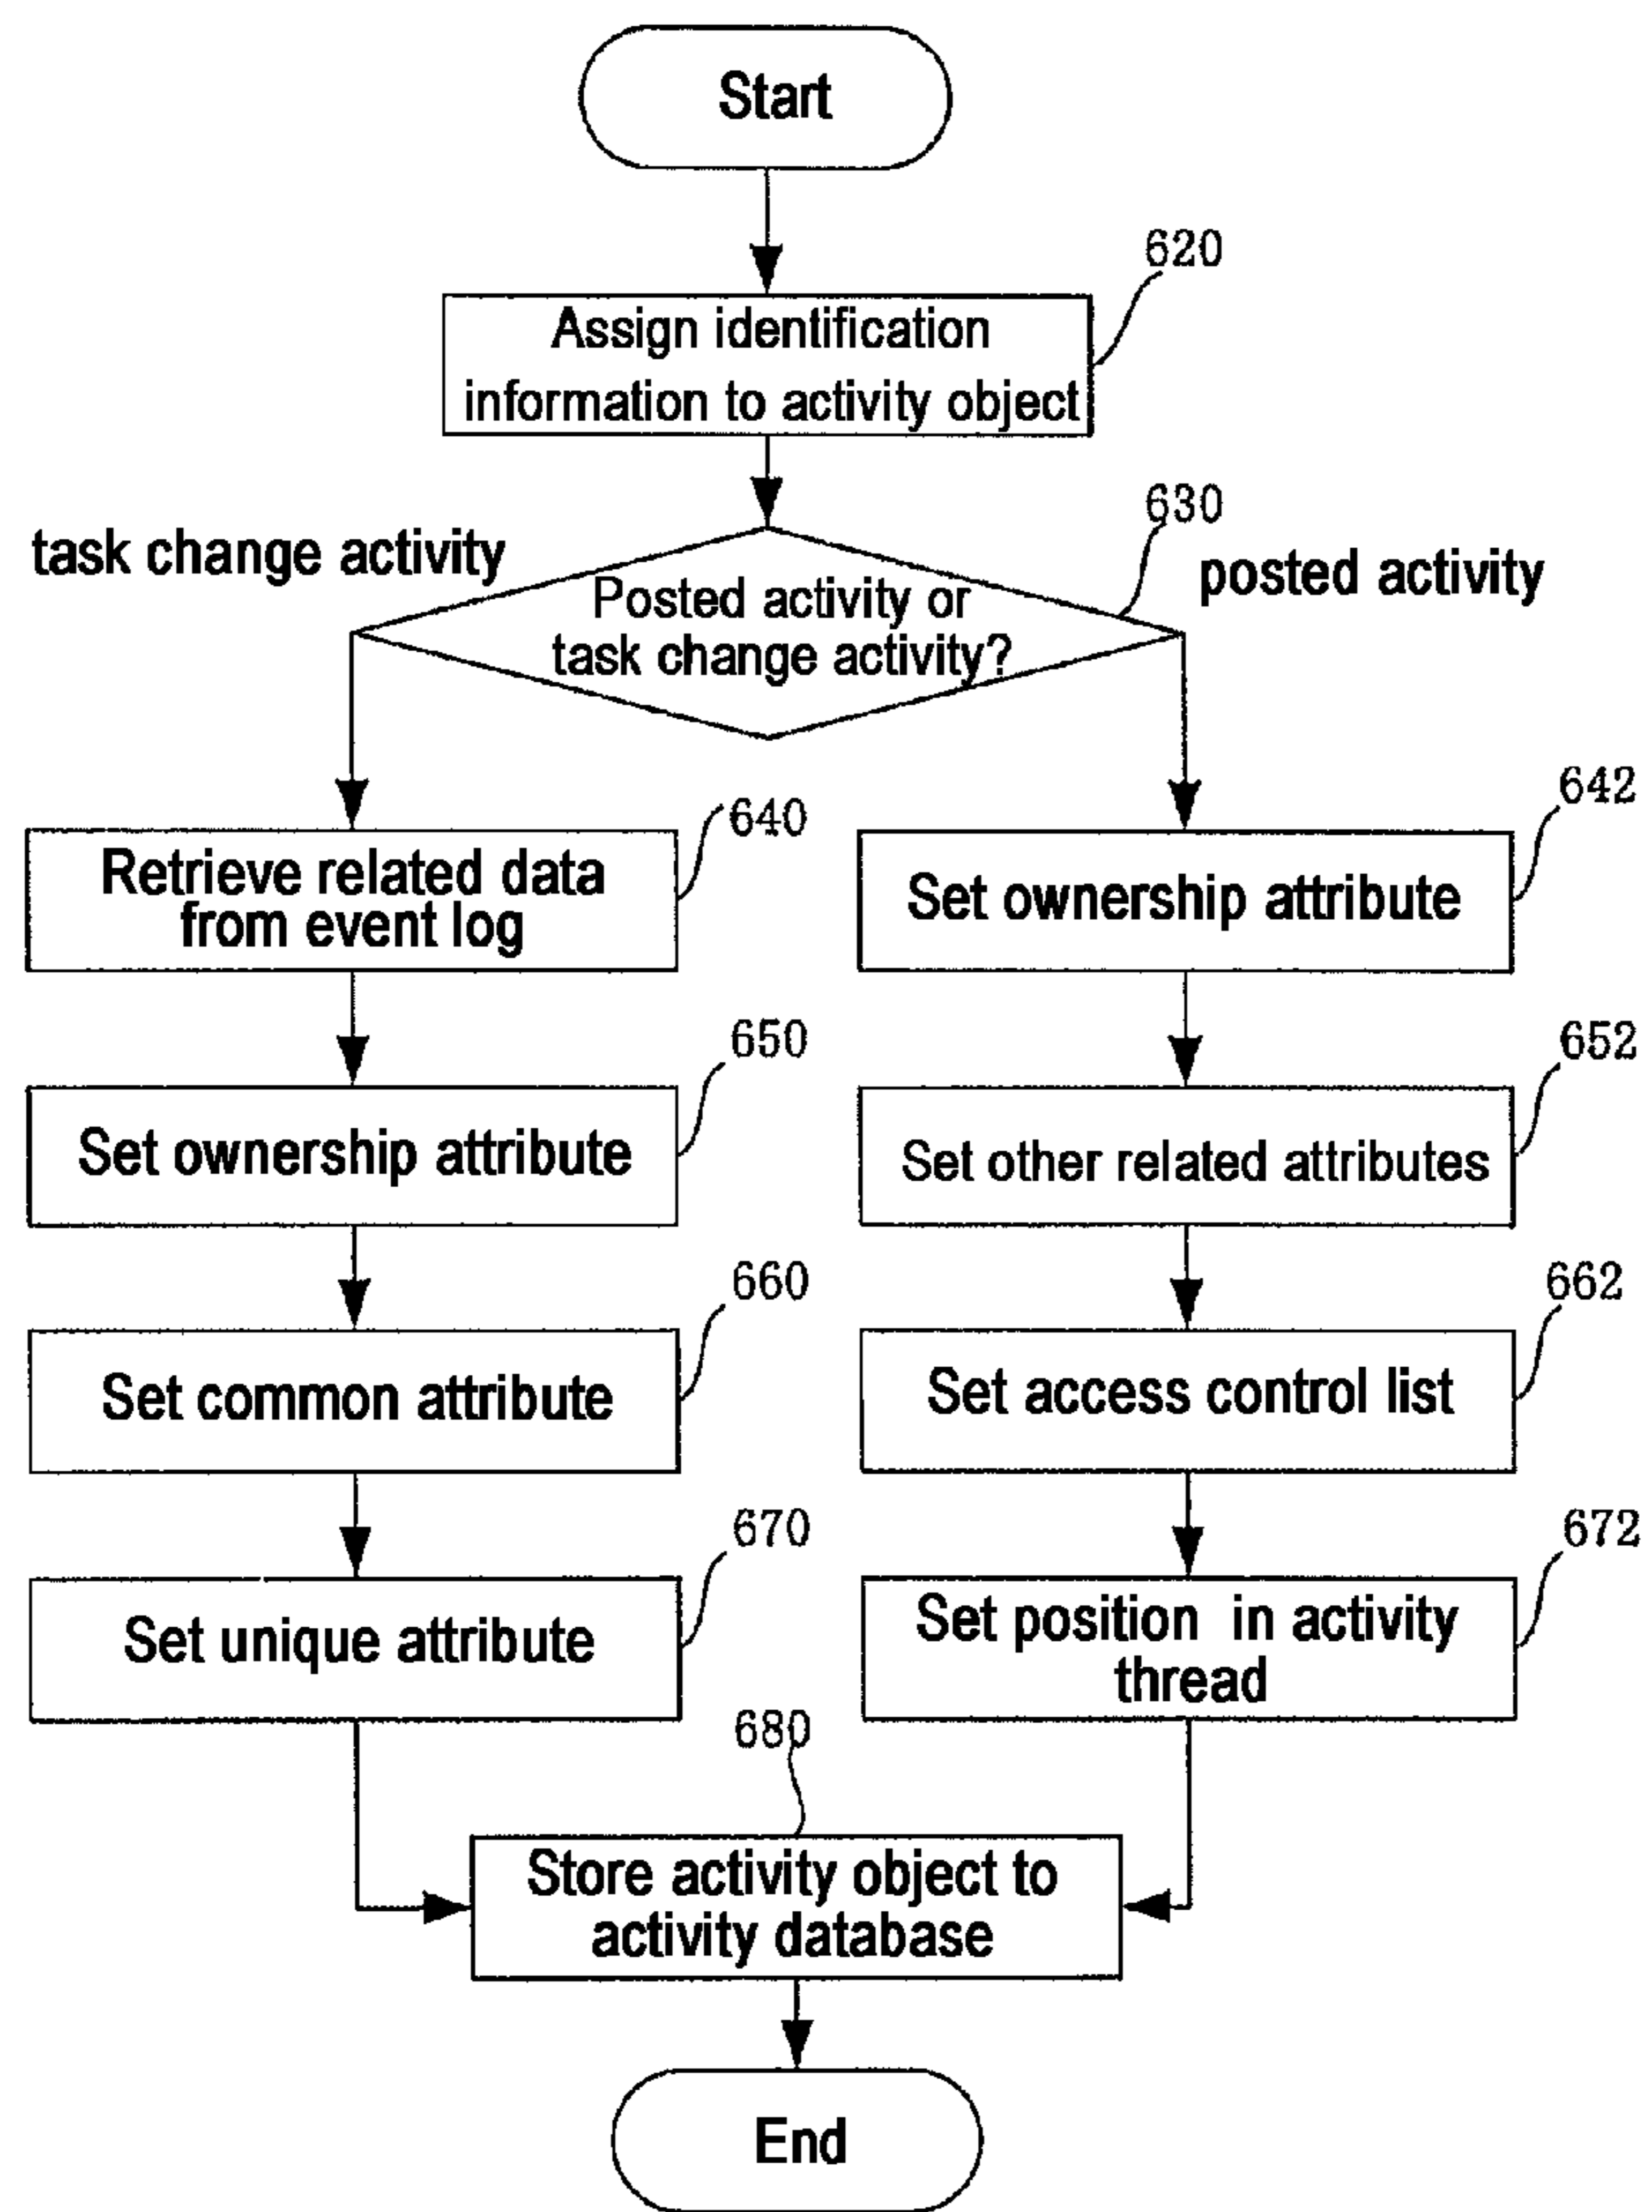 Start
620
Assign identification
information to activity object
630
task change activity
posted activity
Posted activity or
task change activity?
640
642
Retrieve related data
from event log
Set ownership attribute
650
652
Set ownership attribute
Set other related attributes
660
662
Set common attribute
Set access control list
670
672
Set unique attribute
Set position in activity
thread
680
Store activity object to
activity database
End